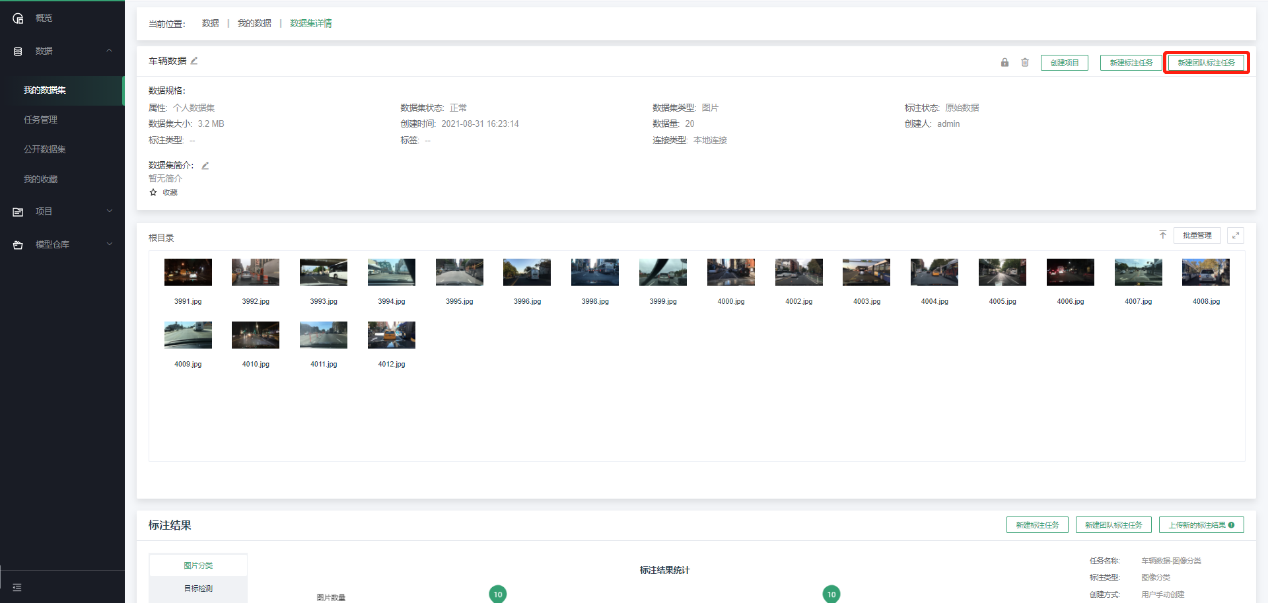 概览
数据
我的数据集
任务管理
公开数据集
我的收藏
项目
模型仓库
当前位置: 数据 | 我的数据 | 数据集详情
车辆数据
创建项目 新建标注任务 新建团队标注任务
数据规格:
属性: 个人数据集 数据集状态: 正常 数据集类型: 图片 标注状态: 原始数据
数据集大小: 3.2 MB 创建时间: 2021-08-31 16:23:14 数据量: 20 创建人: admin
标注类型: -- 标签: -- 连接类型: 本地连接
数据集简介:
暂无简介
收藏
根目录 批量管理
3991.jpg 3992.jpg 3993.jpg 3994.jpg 3995.jpg 3996.jpg 3998.jpg 3999.jpg 4000.jpg 4002.jpg 4003.jpg 4004.jpg 4005.jpg 4006.jpg 4007.jpg 4008.jpg
4009.jpg 4010.jpg 4011.jpg 4012.jpg
标注结果 新建标注任务 新建团队标注任务 上传新的标注结果
图片分类
目标检测
标注结果统计
图片数量 10 10
任务名称: 车辆数据-图像分类
标注类型: 图像分类
创建方式: 用户手动创建